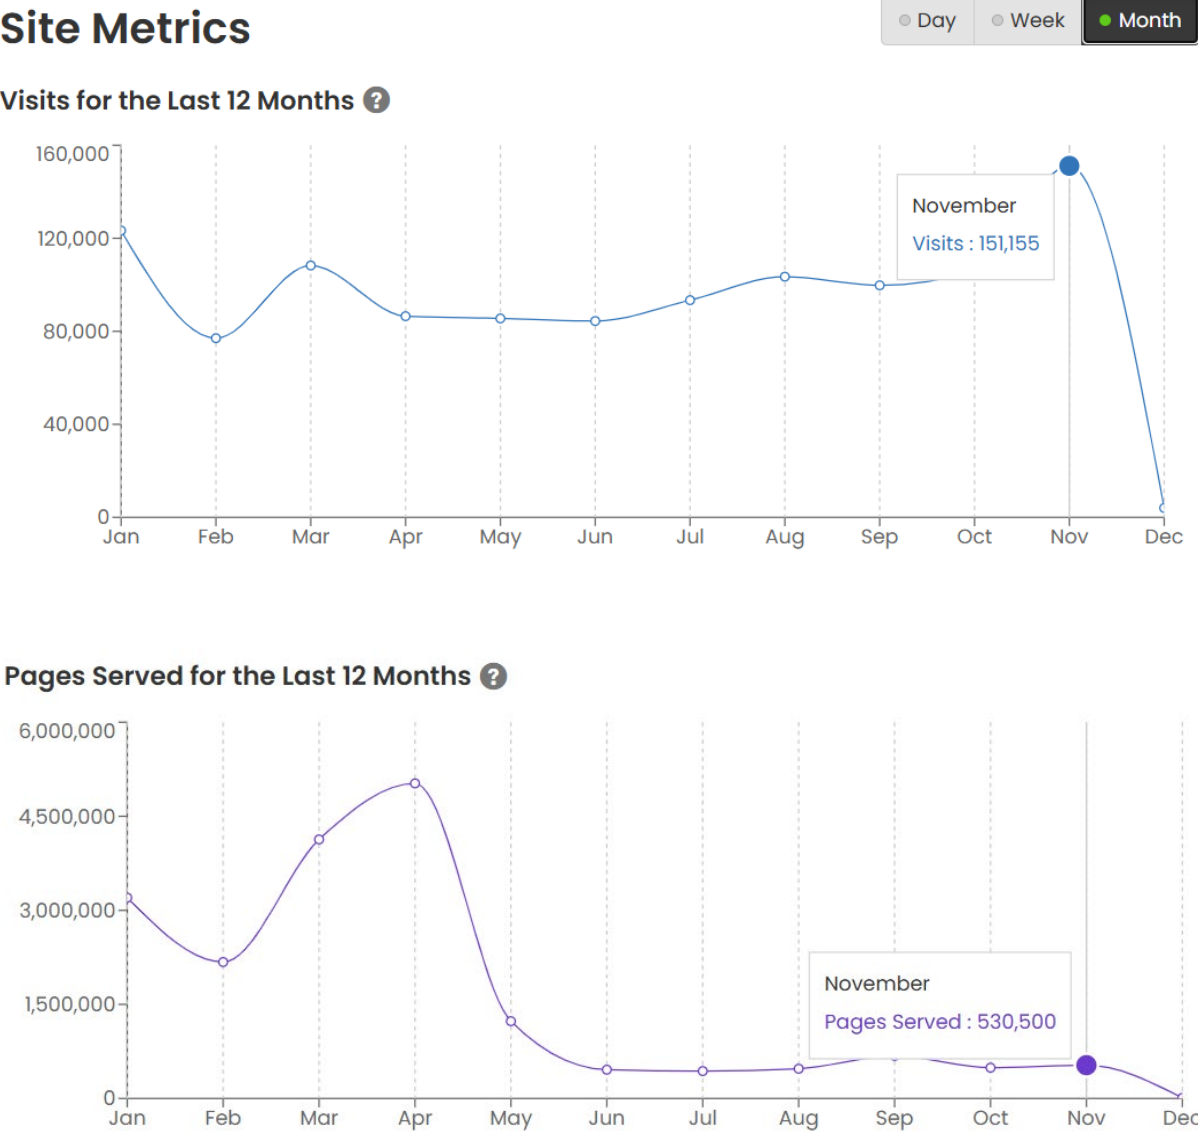 Site Metrics
Day Week Month
Visits for the Last 12 Months ?
160,000
120,000
80,000
40,000
0
November
Visits : 151,155
Jan Feb Mar Apr May Jun Jul Aug Sep Oct Nov Dec
Pages Served for the Last 12 Months ?
6,000,000
4,500,000
3,000,000
1,500,000
0
November
Pages Served : 530,500
Jan Feb Mar Apr May Jun Jul Aug Sep Oct Nov Dec